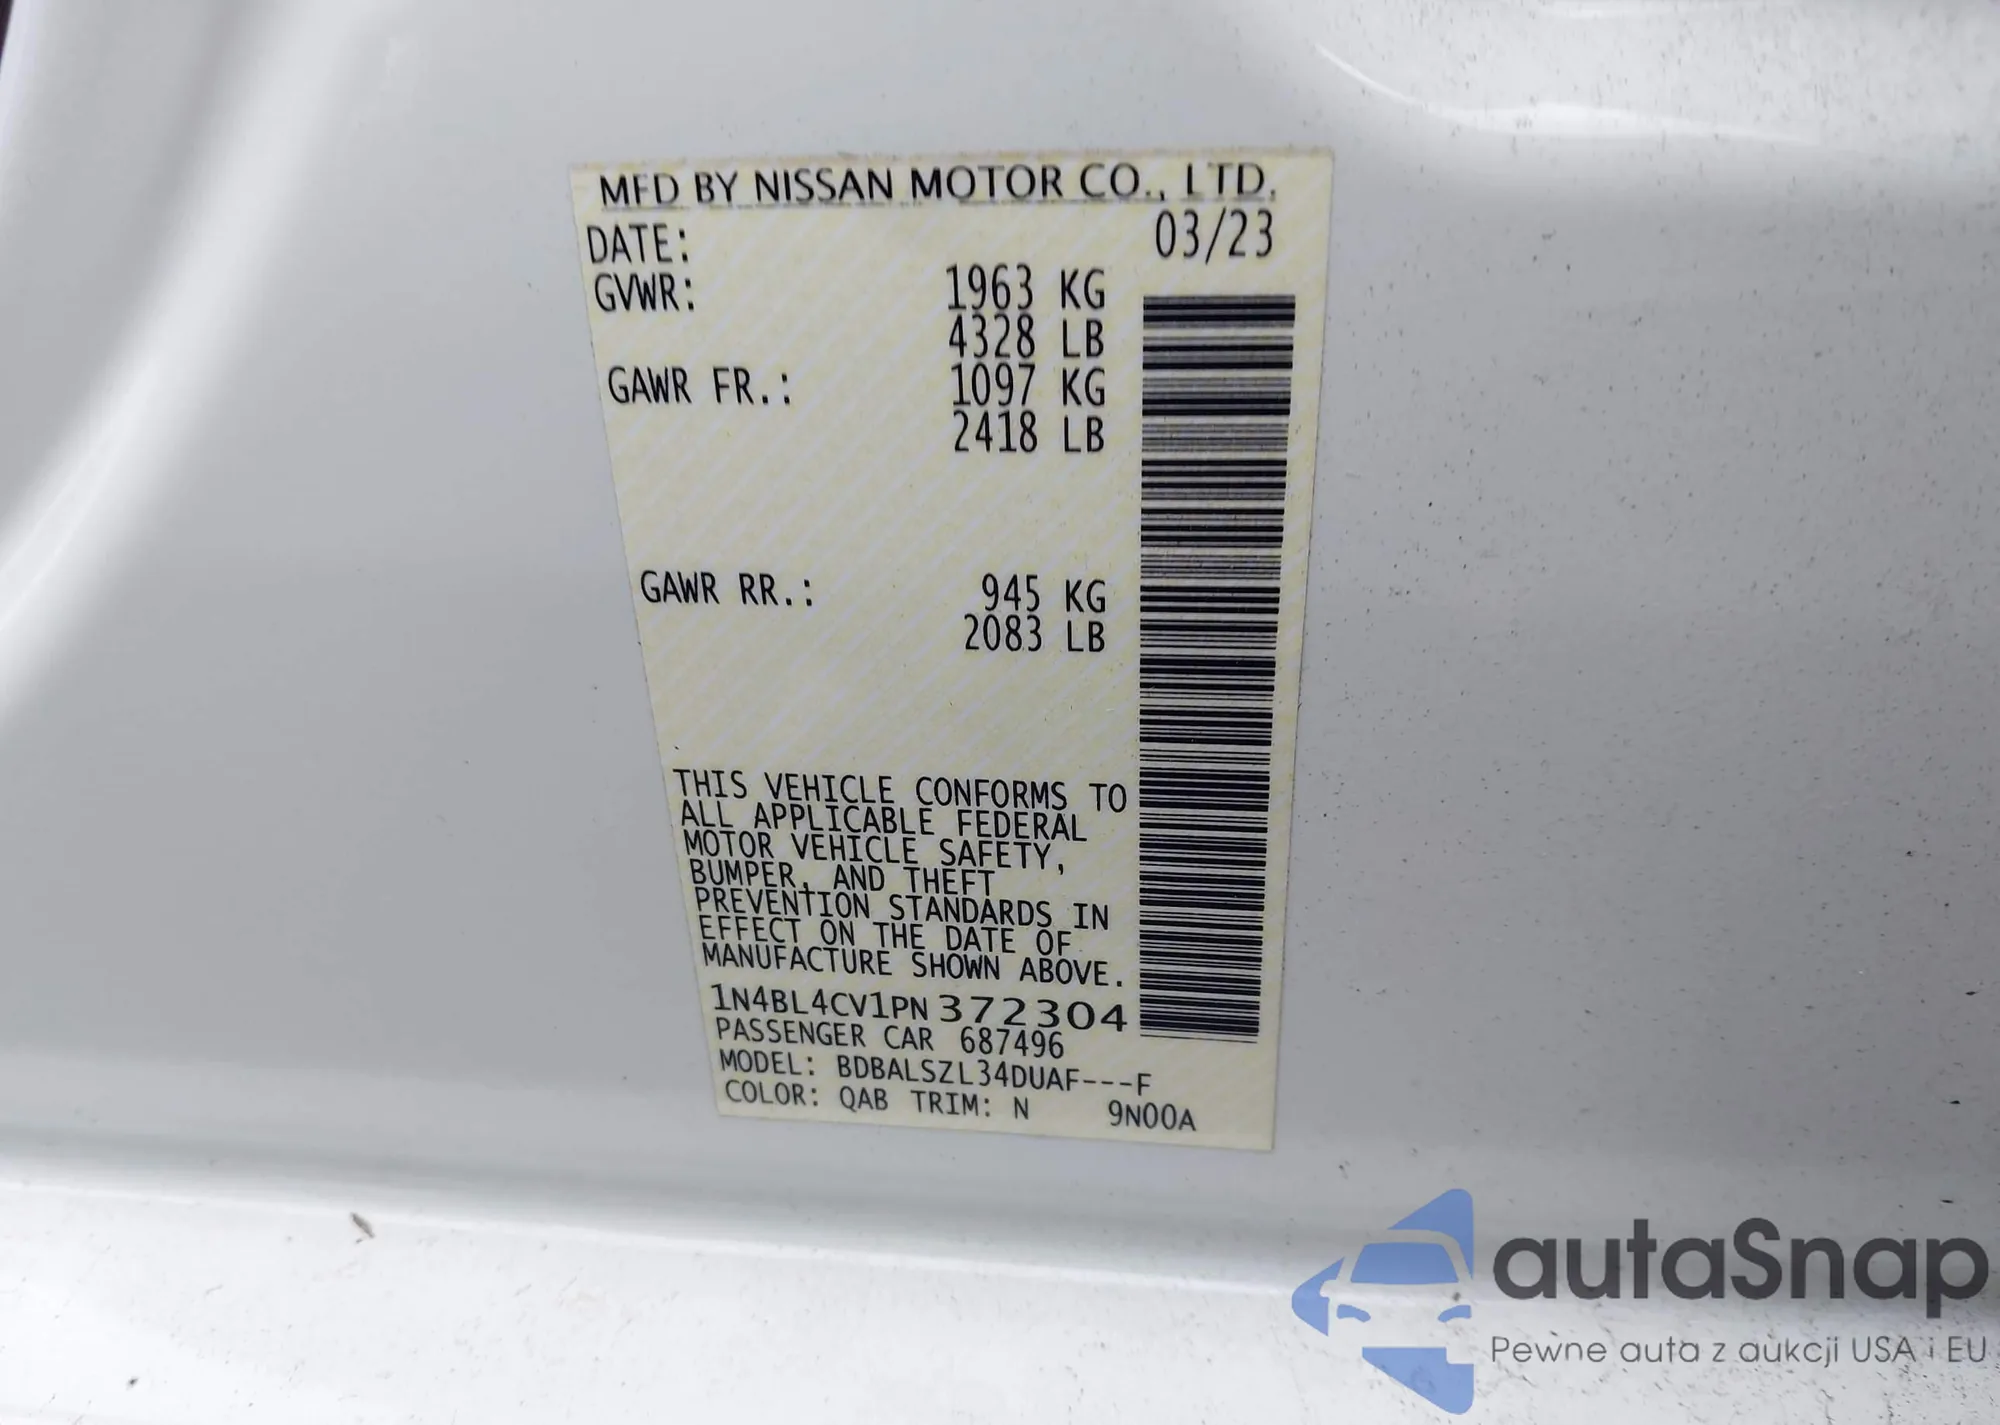 MFD BY NISSAN MOTOR CO., LTD.
DATE: 03/23
GVWR: 1963 KG
4328 LB
GAWR FR.: 1097 KG
2418 LB
GAWR RR.: 945 KG
2083 LB
THIS VEHICLE CONFORMS TO
ALL APPLICABLE FEDERAL
MOTOR VEHICLE SAFETY,
BUMPER, AND THEFT
PREVENTION STANDARDS IN
EFFECT ON THE DATE OF
MANUFACTURE SHOWN ABOVE.
1N4BL4CV1PN372304
PASSENGER CAR 687496
MODEL: BDBALSZL34DUAF---F
COLOR: QAB TRIM: N 9N00A
autaSnap
Pewne auta z aukcji USA i EU